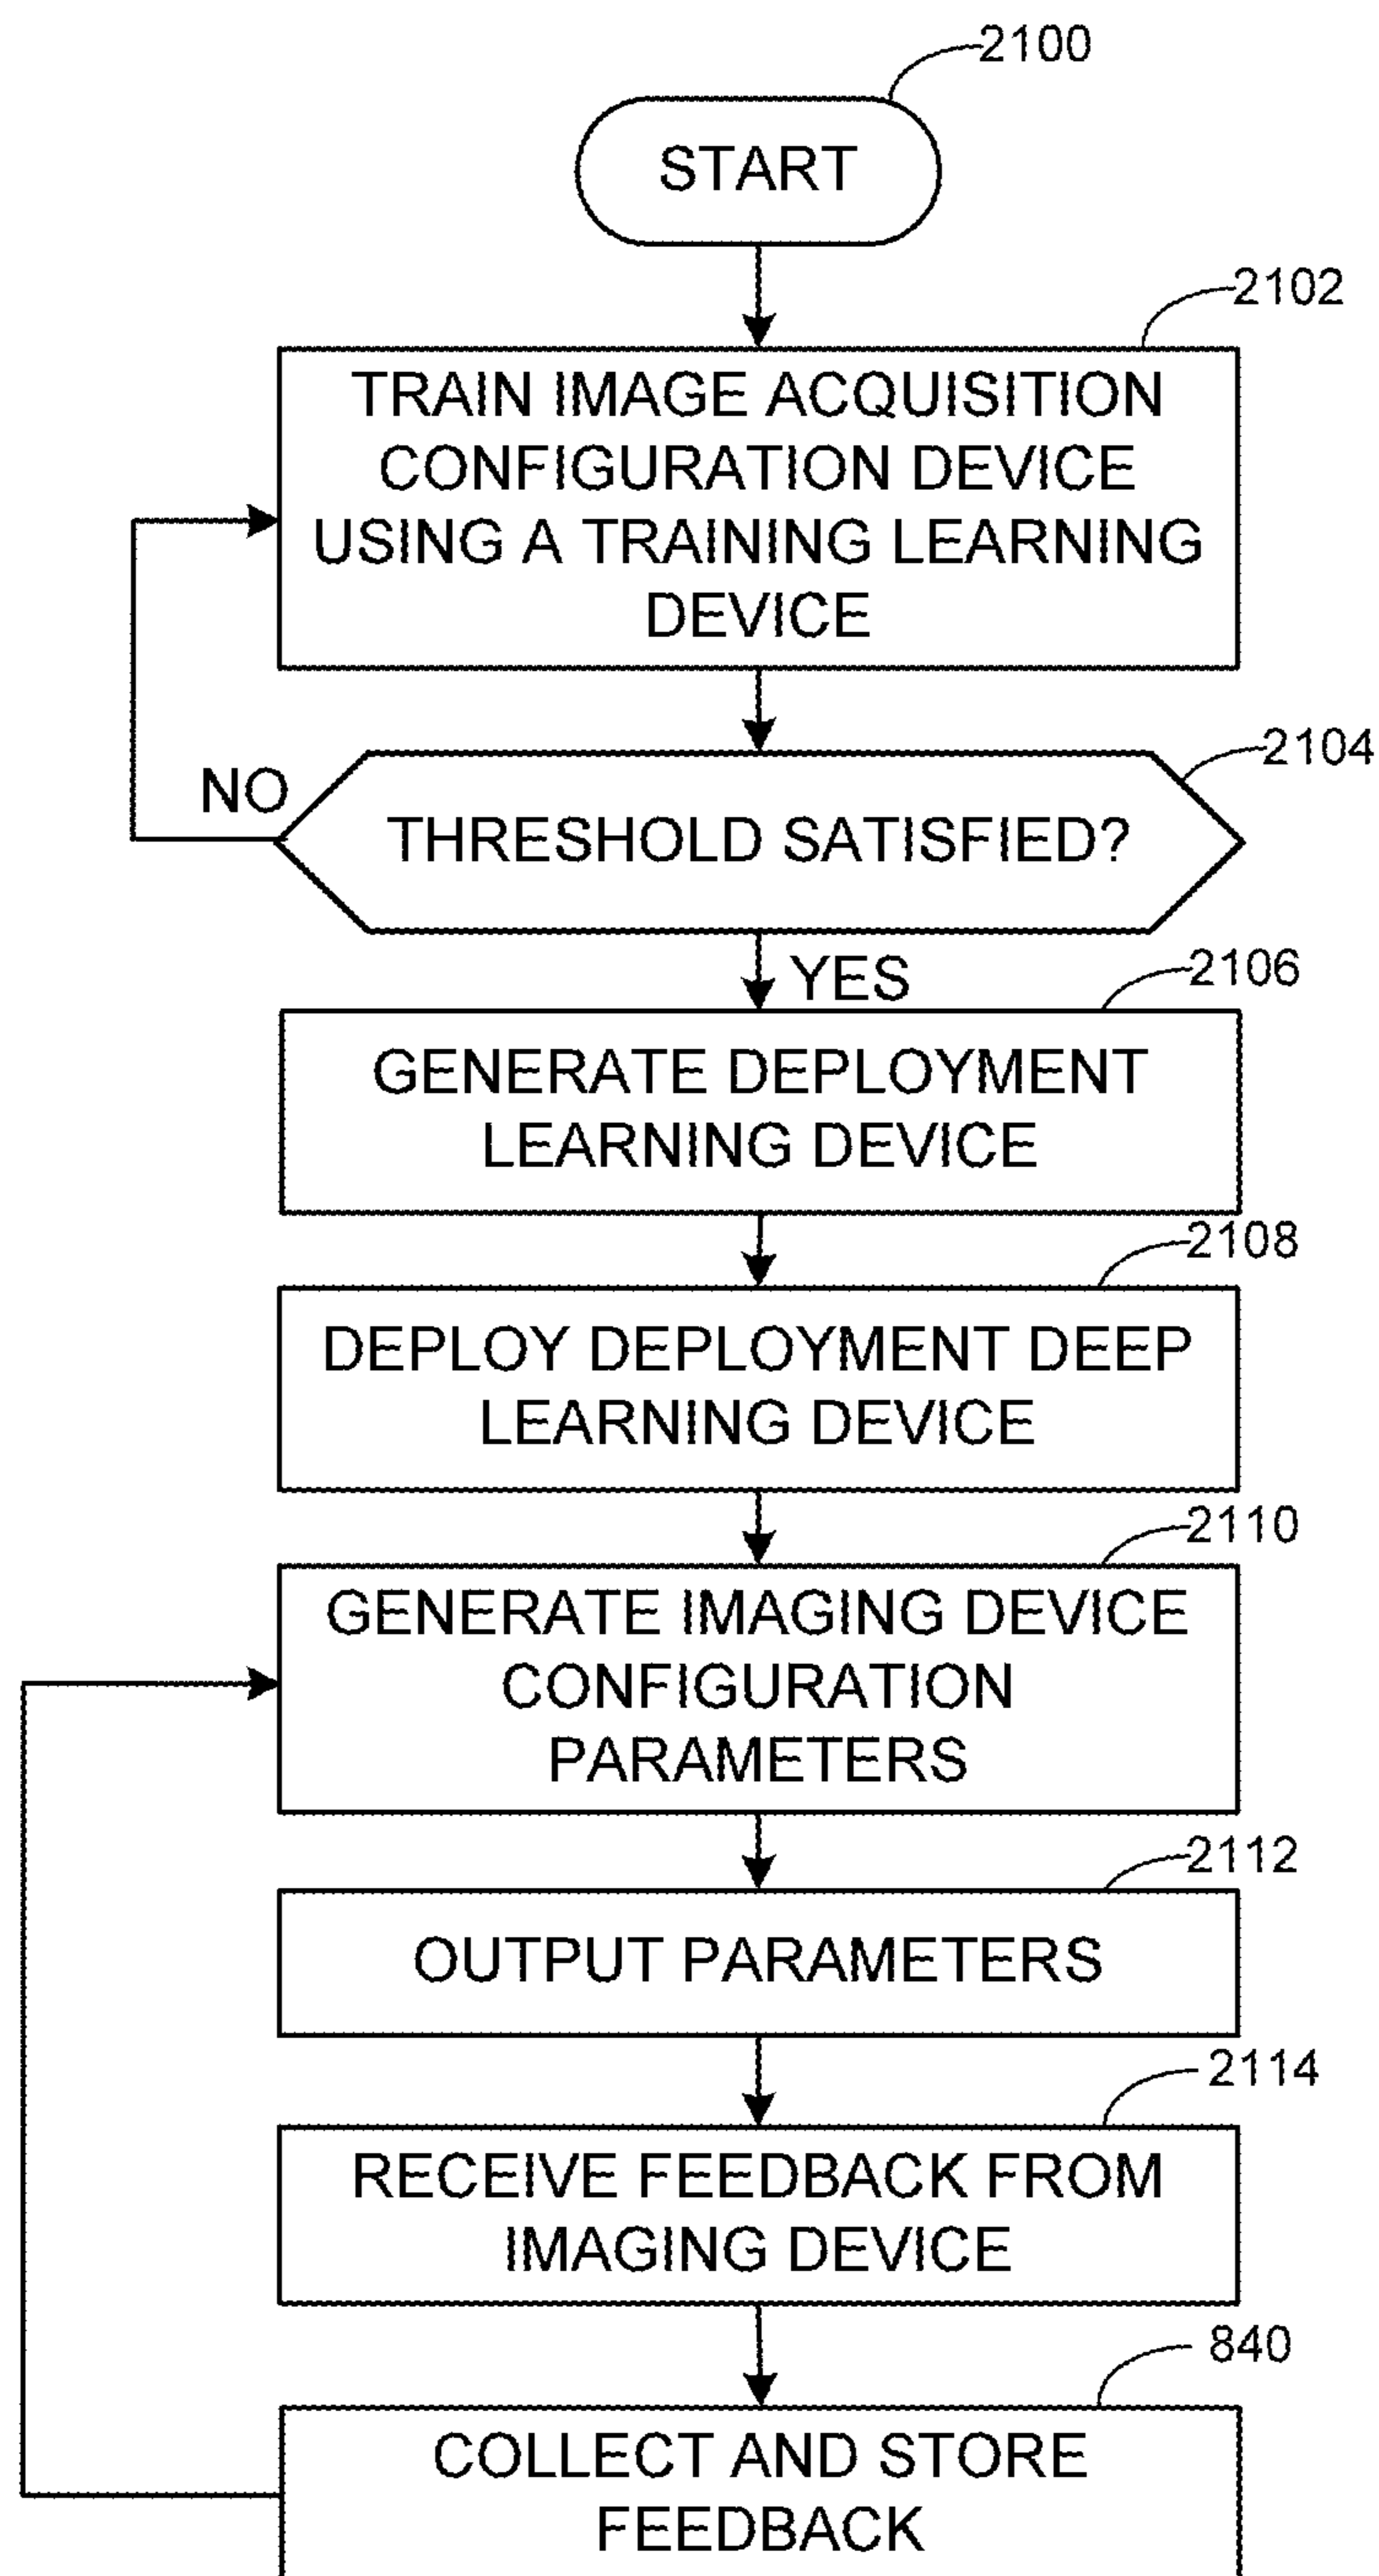 2100
START
2102
TRAIN IMAGE ACQUISITION
CONFIGURATION DEVICE
USING A TRAINING LEARNING
DEVICE
2104
NO
THRESHOLD SATISFIED?
YES
2106
GENERATE DEPLOYMENT
LEARNING DEVICE
2108
DEPLOY DEPLOYMENT DEEP
LEARNING DEVICE
2110
GENERATE IMAGING DEVICE
CONFIGURATION
PARAMETERS
2112
OUTPUT PARAMETERS
2114
RECEIVE FEEDBACK FROM
IMAGING DEVICE
840
COLLECT AND STORE
FEEDBACK